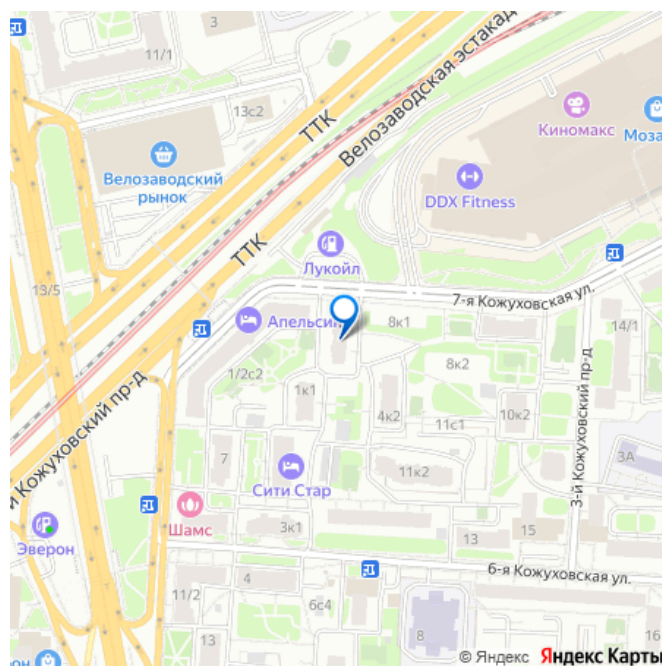 3
11/1
13с2
ТТК
Велозаводская эстакад
Киномакс
Моза
Велозаводский
рынок
DDX Fitness
ТТК
Лукойл
13/5
7-я Кожуховская ул.
Апельсин
8к1
14/1
1/2с2
8к2
3-й Кожуховский пр-д
й Кожуховский пр-д
1к1
4к2
11с1
10к2
7
11к2
3А
Сити Стар
Шамс
Эверон
3к1
13
15
6-я Кожуховская ул.
4
11/2
6с4
13
8
16
он
© Яндекс Яндекс Карты